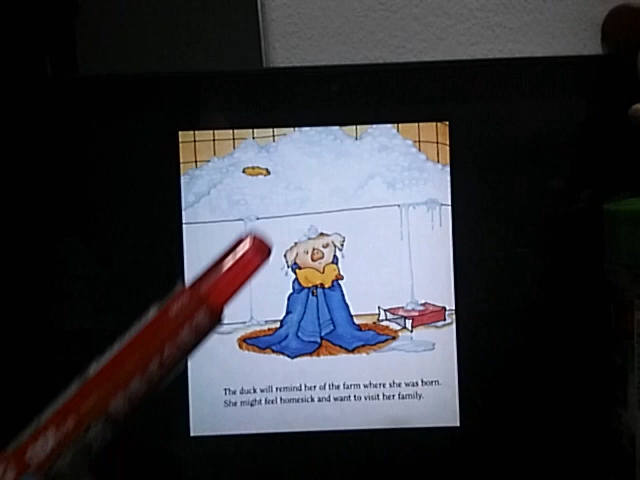 The duck will remind her of the farm where she was born.
She might feel homesick and want to visit her family.